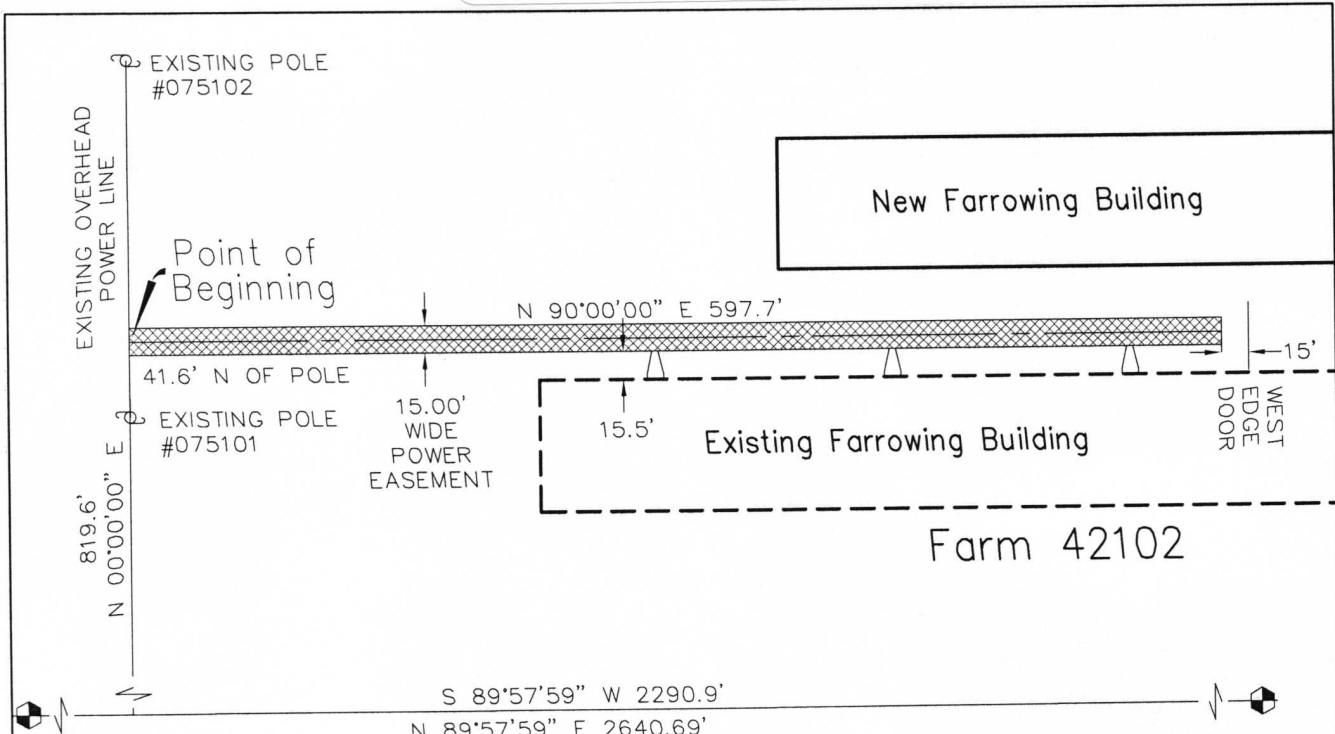 EXISTING POLE
#075102
EXISTING OVERHEAD
POWER LINE
New Farrowing Building
Point of
Beginning
N 90°00'00" E 597.7'
41.6' N OF POLE
EXISTING POLE
#075101
15.00'
WIDE
POWER
EASEMENT
15.5'
15'
WEST
EDGE
DOOR
Existing Farrowing Building
Farm 42102
819.6'
N 00°00'00" E
S 89°57'59" W 2290.9'
N 89°57'59" E 2640.69'